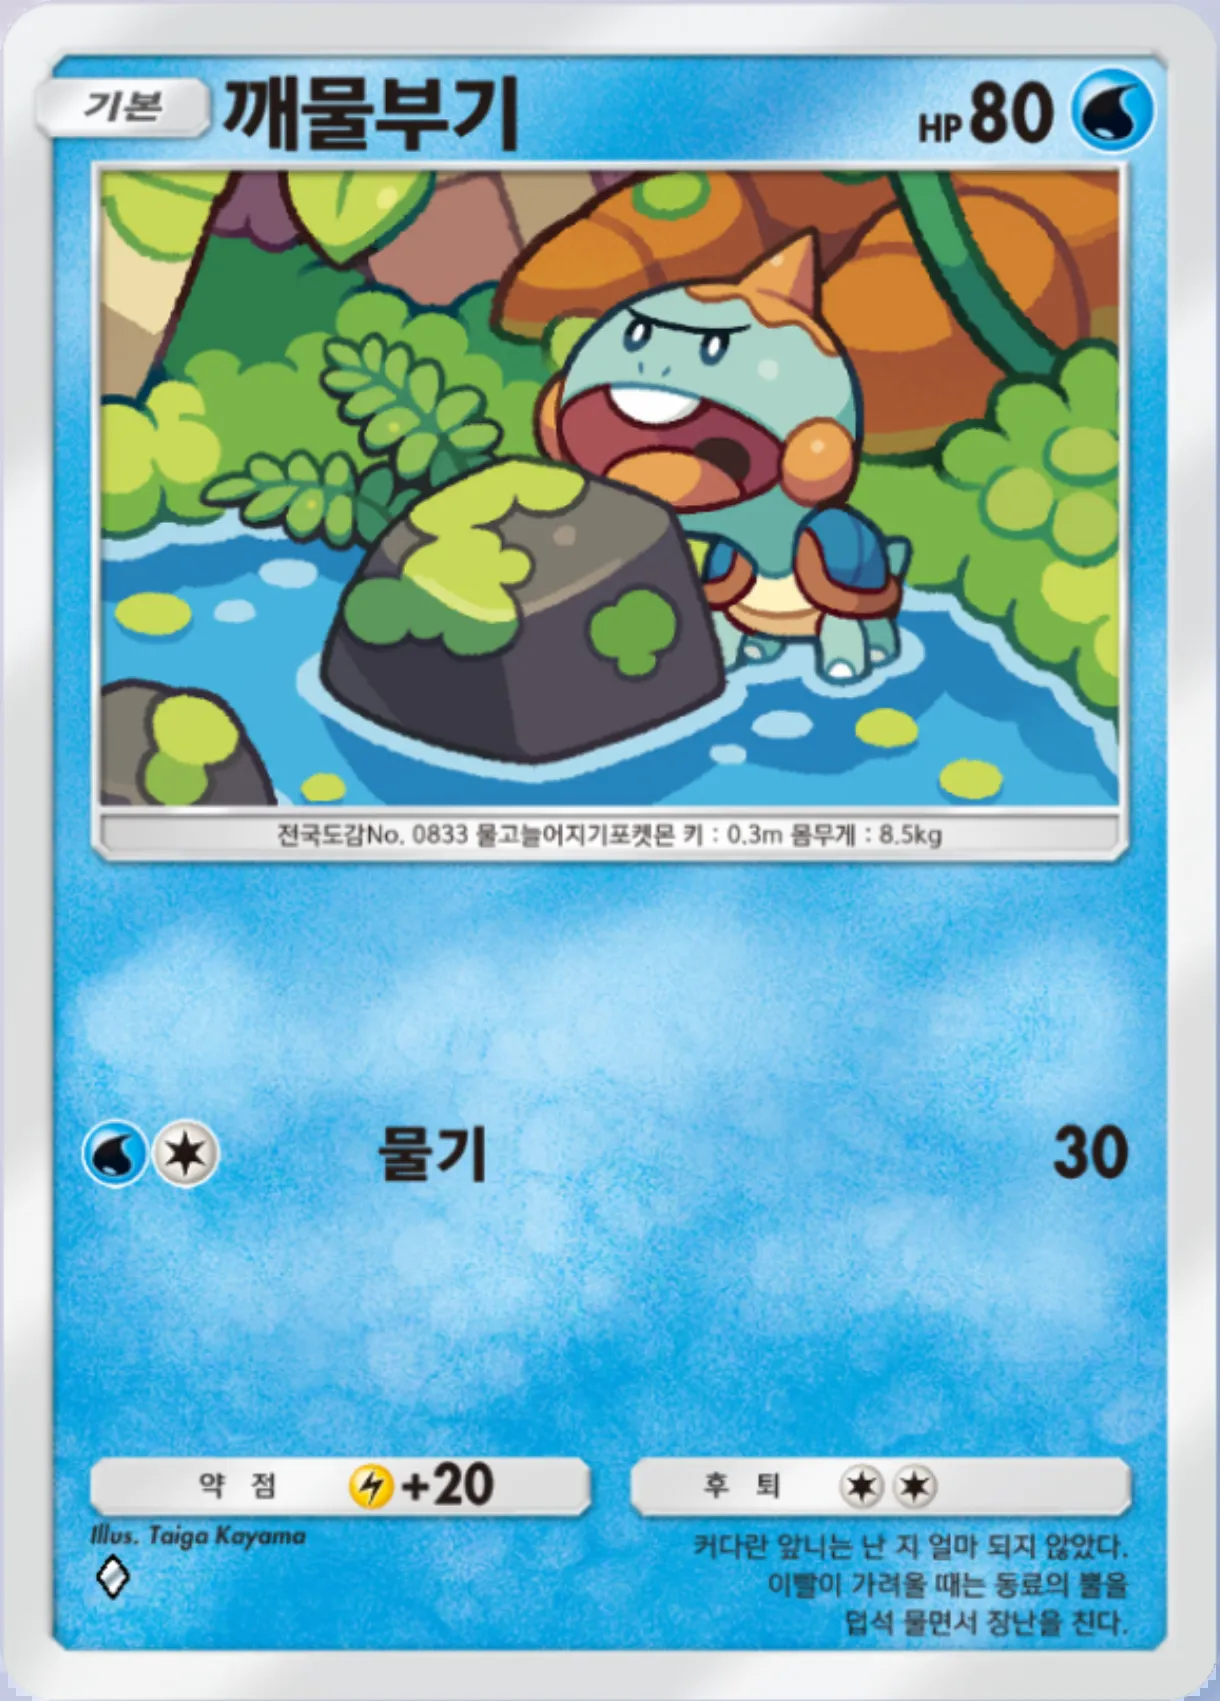 기본 깨물부기 HP 80
전국도감No. 0833 물고늘어지기포켓몬 키 : 0.3m 몸무게 : 8.5kg
물기 30
약 점 +20 후 퇴
Illus. Taiga Kayama
커다란 앞니는 난 지 얼마 되지 않았다.
이빨이 가려울 때는 동료의 뿔을
덥석 물면서 장난을 친다.